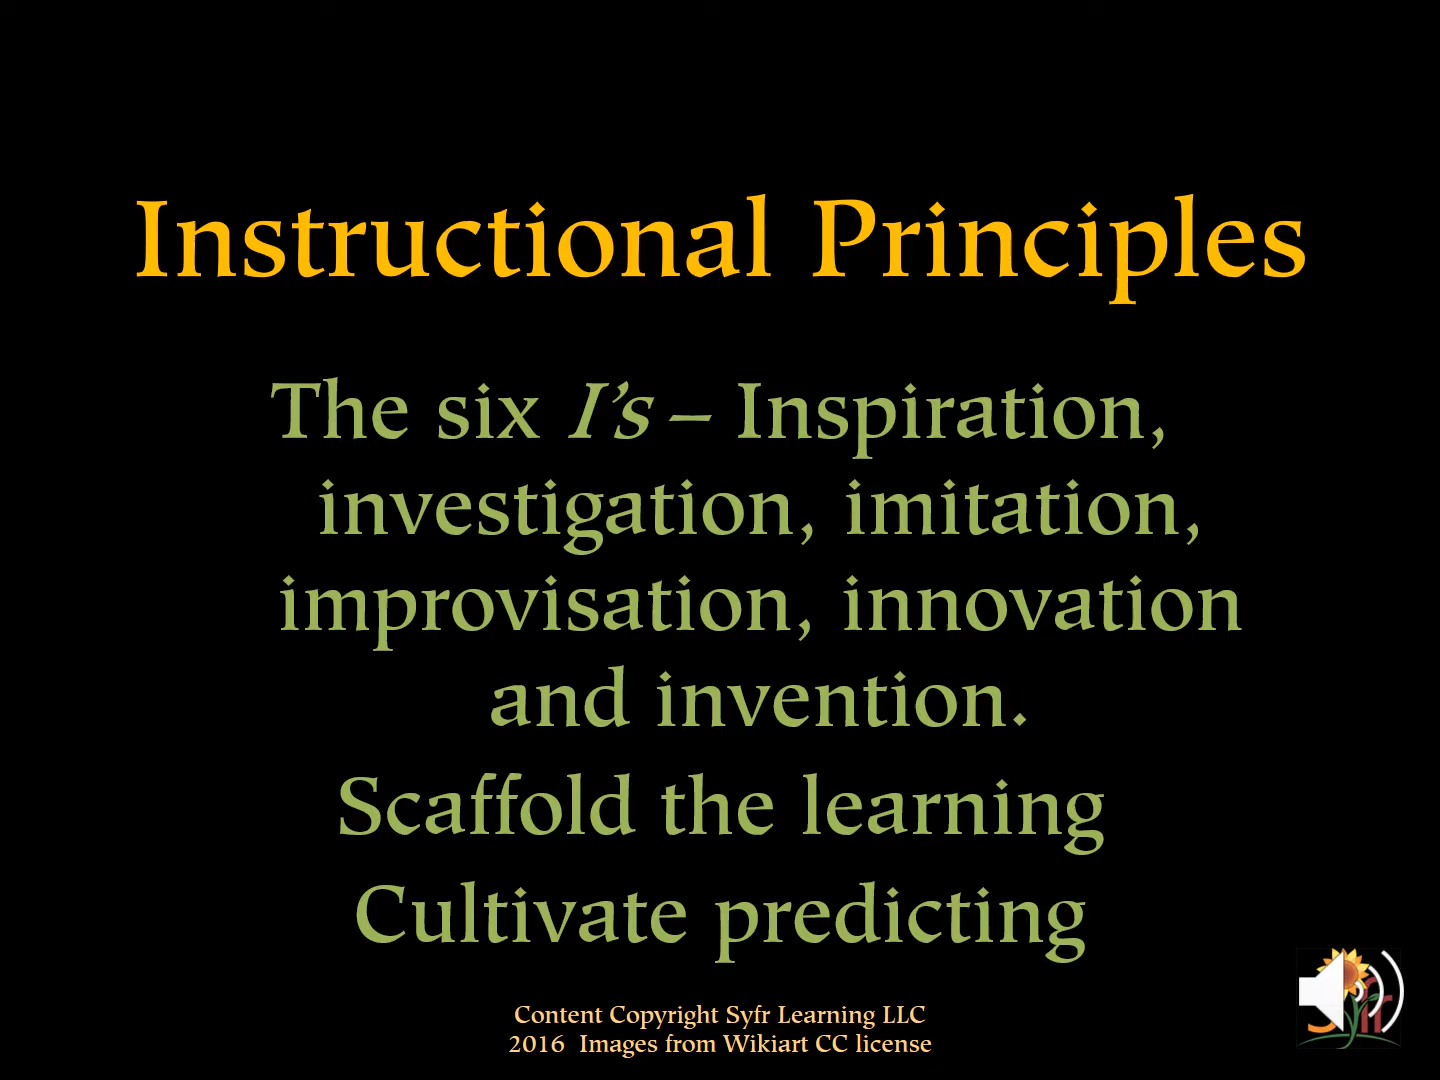 Instructional Principles
The six I’s – Inspiration,
investigation, imitation,
improvisation, innovation
and invention.
Scaffold the learning
Cultivate predicting
Content Copyright Syfr Learning LLC
2016 Images from Wikiart CC license